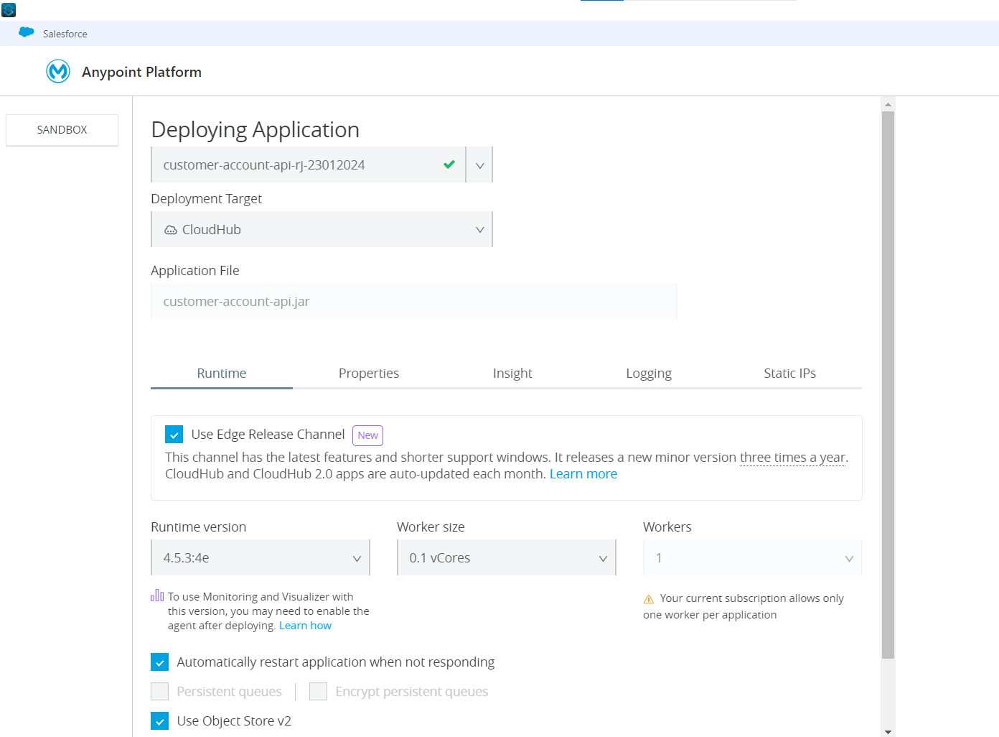 Salesforce
Anypoint Platform
SANDBOX
Deploying Application
customer-account-api-rj-23012024
Deployment Target
CloudHub
Application File
customer-account-api.jar
Runtime Properties Insight Logging Static IPs
Use Edge Release Channel New
This channel has the latest features and shorter support windows. It releases a new minor version three times a year.
CloudHub and CloudHub 2.0 apps are auto-updated each month. Learn more
Runtime version Worker size Workers
4.5.3:4e 0.1 vCores 1
To use Monitoring and Visualizer with
this version, you may need to enable the
agent after deploying. Learn how
Your current subscription allows only
one worker per application
Automatically restart application when not responding
Persistent queues Encrypt persistent queues
Use Object Store v2